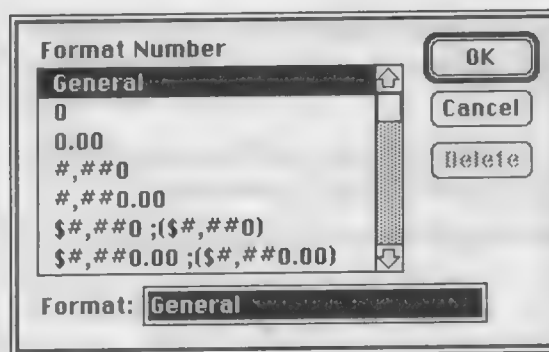 Format Number
General
0
0.00
#,##0
#,##0.00
$#,##0 ;($#,##0)
$#,##0.00 ;($#,##0.00)
Format: General
OK
Cancel
Delete